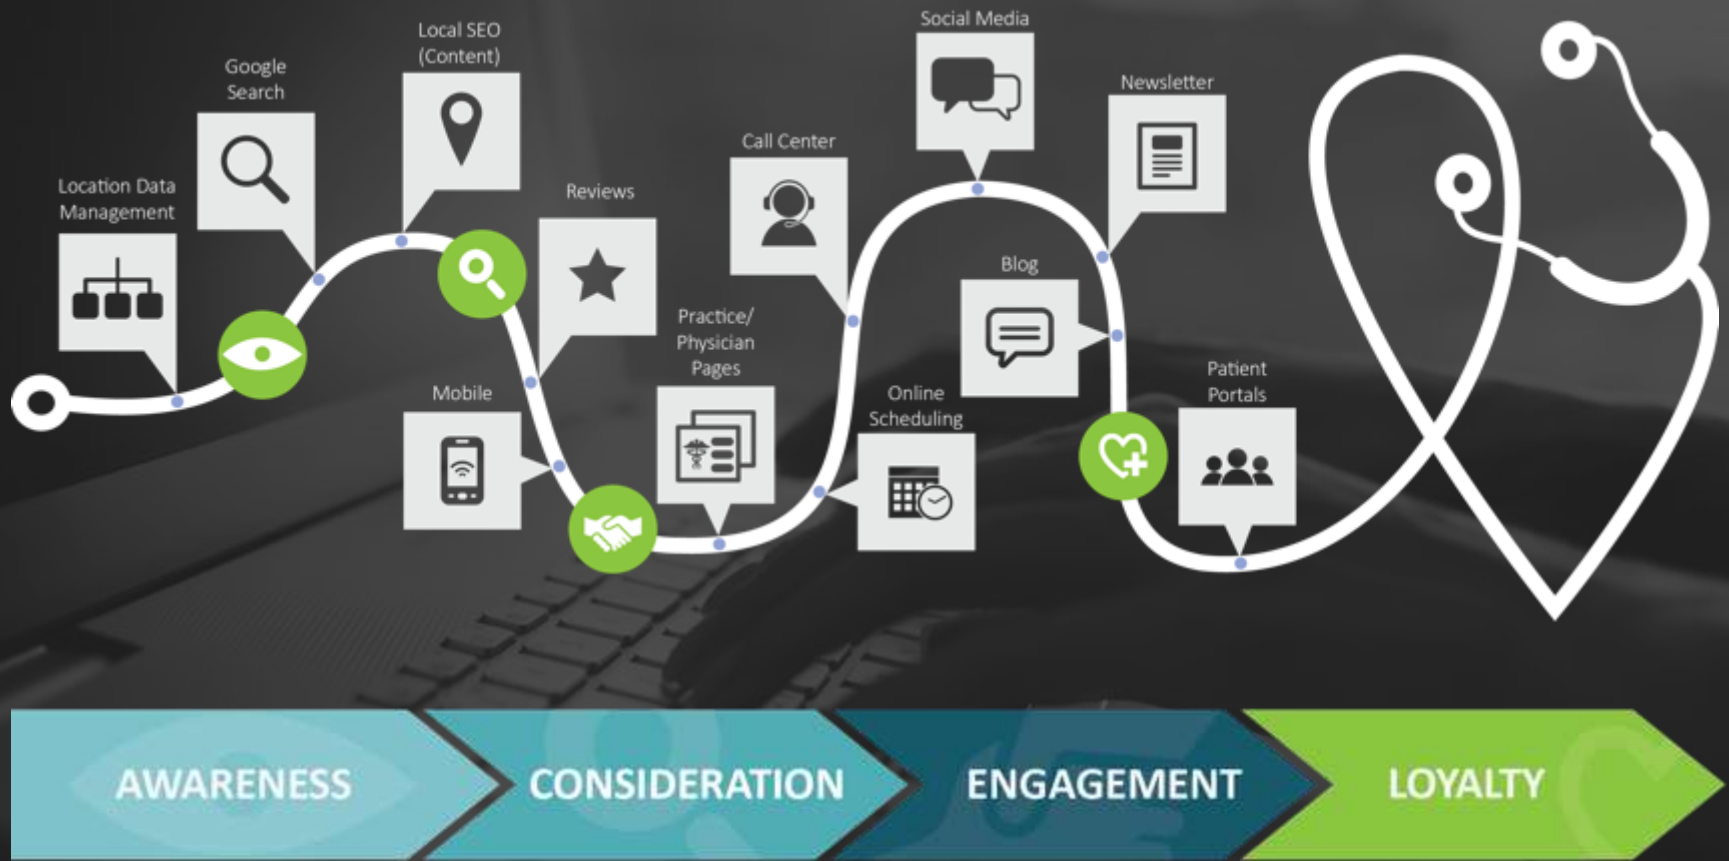 Location Data
Management
Google
Search
Local SEO
(Content)
Reviews
Mobile
Practice/
Physician
Pages
Call Center
Online
Scheduling
Social Media
Newsletter
Blog
Patient
Portals
AWARENESS
CONSIDERATION
ENGAGEMENT
LOYALTY